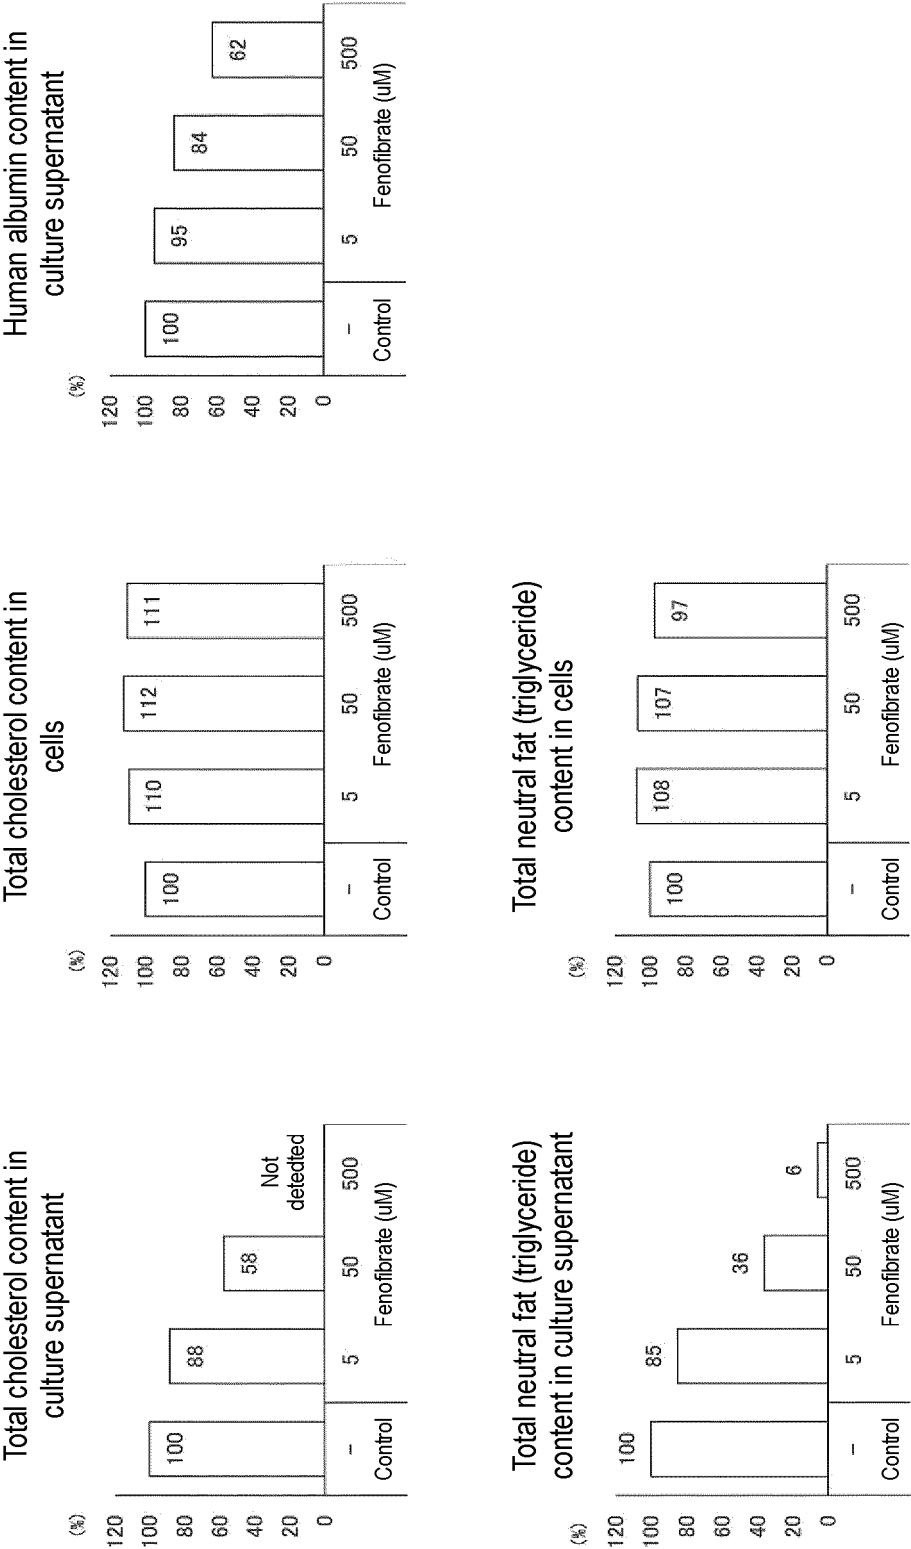 Total cholesterol content in
culture supernatant
(%)
120
100
80
60
40
20
0
100
88
58
Not
detedted
– 5 50 500
Control Fenofibrate (uM)
Total cholesterol content in
cells
(%)
120
100
80
60
40
20
0
100
110
112
111
– 5 50 500
Control Fenofibrate (uM)
Human albumin content in
culture supernatant
(%)
120
100
80
60
40
20
0
100
95
84
62
– 5 50 500
Control Fenofibrate (uM)
Total neutral fat (triglyceride)
content in culture supernatant
(%)
120
100
80
60
40
20
0
100
85
36
6
– 5 50 500
Control Fenofibrate (uM)
Total neutral fat (triglyceride)
content in cells
(%)
120
100
80
60
40
20
0
100
108
107
97
– 5 50 500
Control Fenofibrate (uM)